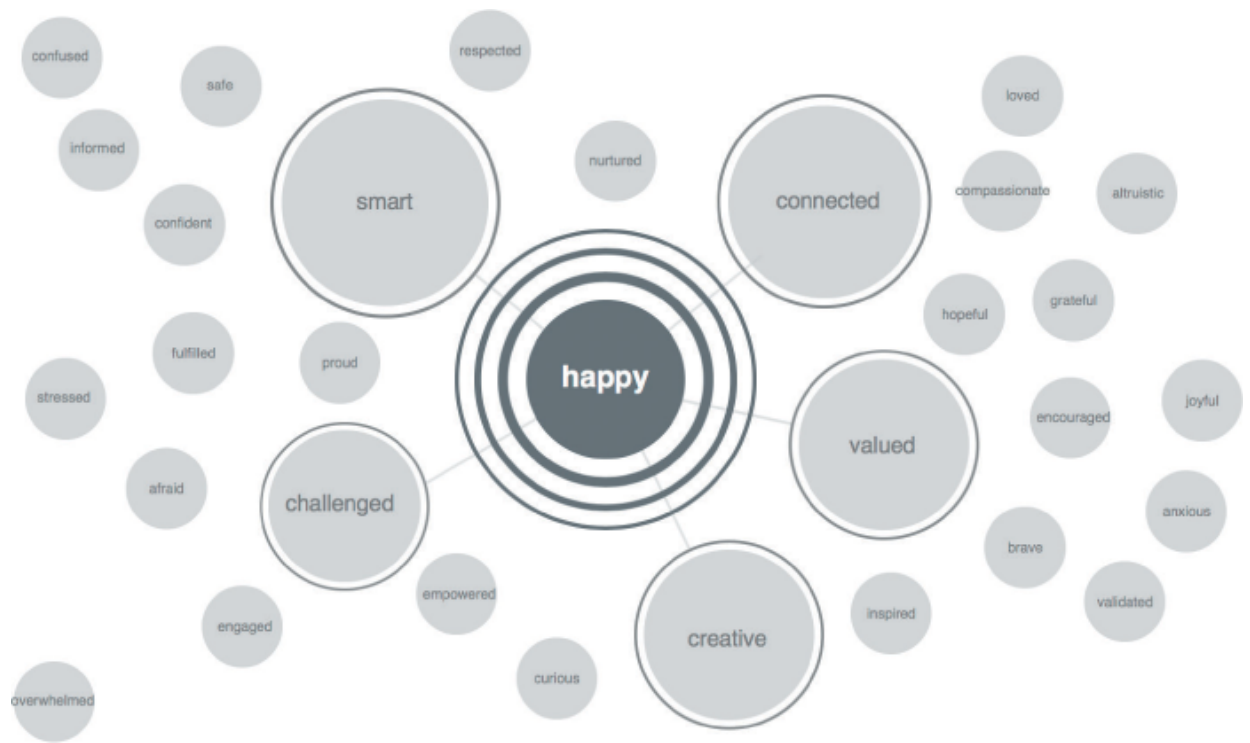 respected
confused
safe
loved
informed
nurtured
compassionate
altruistic
smart
connected
confident
grateful
hopeful
fulfilled
proud
happy
stressed
joyful
encouraged
valued
afraid
challenged
anxious
brave
empowered
validated
inspired
engaged
creative
curious
overwhelmed